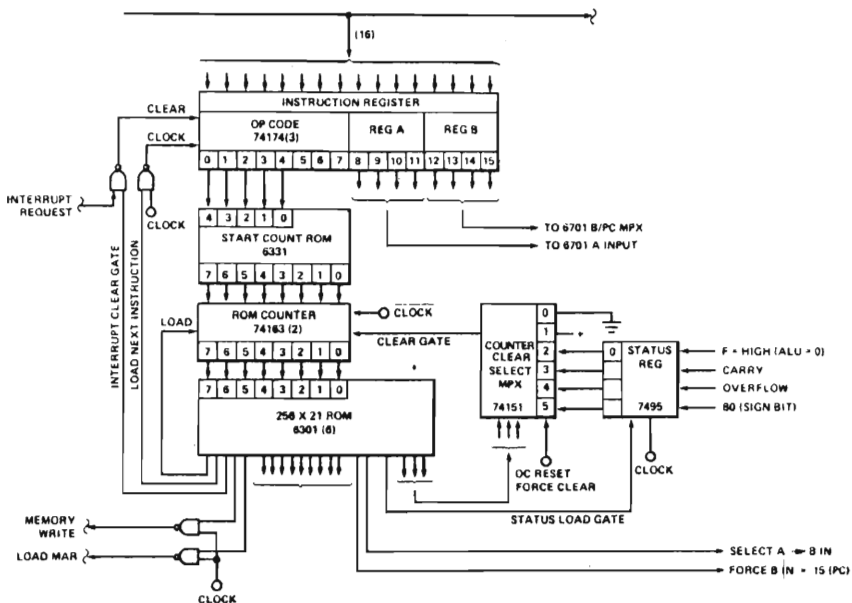 (16)
INSTRUCTION REGISTER
CLEAR
OP CODE
74174(3)
REG A
REG B
CLOCK
0 1 2 3 4 5 6 7 8 9 10 11 12 13 14 15
INTERRUPT
REQUEST
CLOCK
4 3 2 1 0
START COUNT ROM
6331
7 6 5 4 3 2 1 0
TO 6701 B/PC MPX
TO 6701 A INPUT
INTERRUPT CLEAR GATE
LOAD NEXT INSTRUCTION
LOAD
ROM COUNTER
74163 (2)
7 6 5 4 3 2 1 0
CLOCK
CLEAR GATE
COUNTER
CLEAR
SELECT
MPX
74151
0
1
+
2
3
4
5
0
STATUS
REG
7495
F = HIGH (ALU = 0)
CARRY
OVERFLOW
80 (SIGN BIT)
7 6 5 4 3 2 1 0
256 X 21 ROM
6301 (6)
OC RESET
FORCE CLEAR
CLOCK
STATUS LOAD GATE
MEMORY
WRITE
LOAD MAR
CLOCK
SELECT A → B IN
FORCE B IN = 15 (PC)